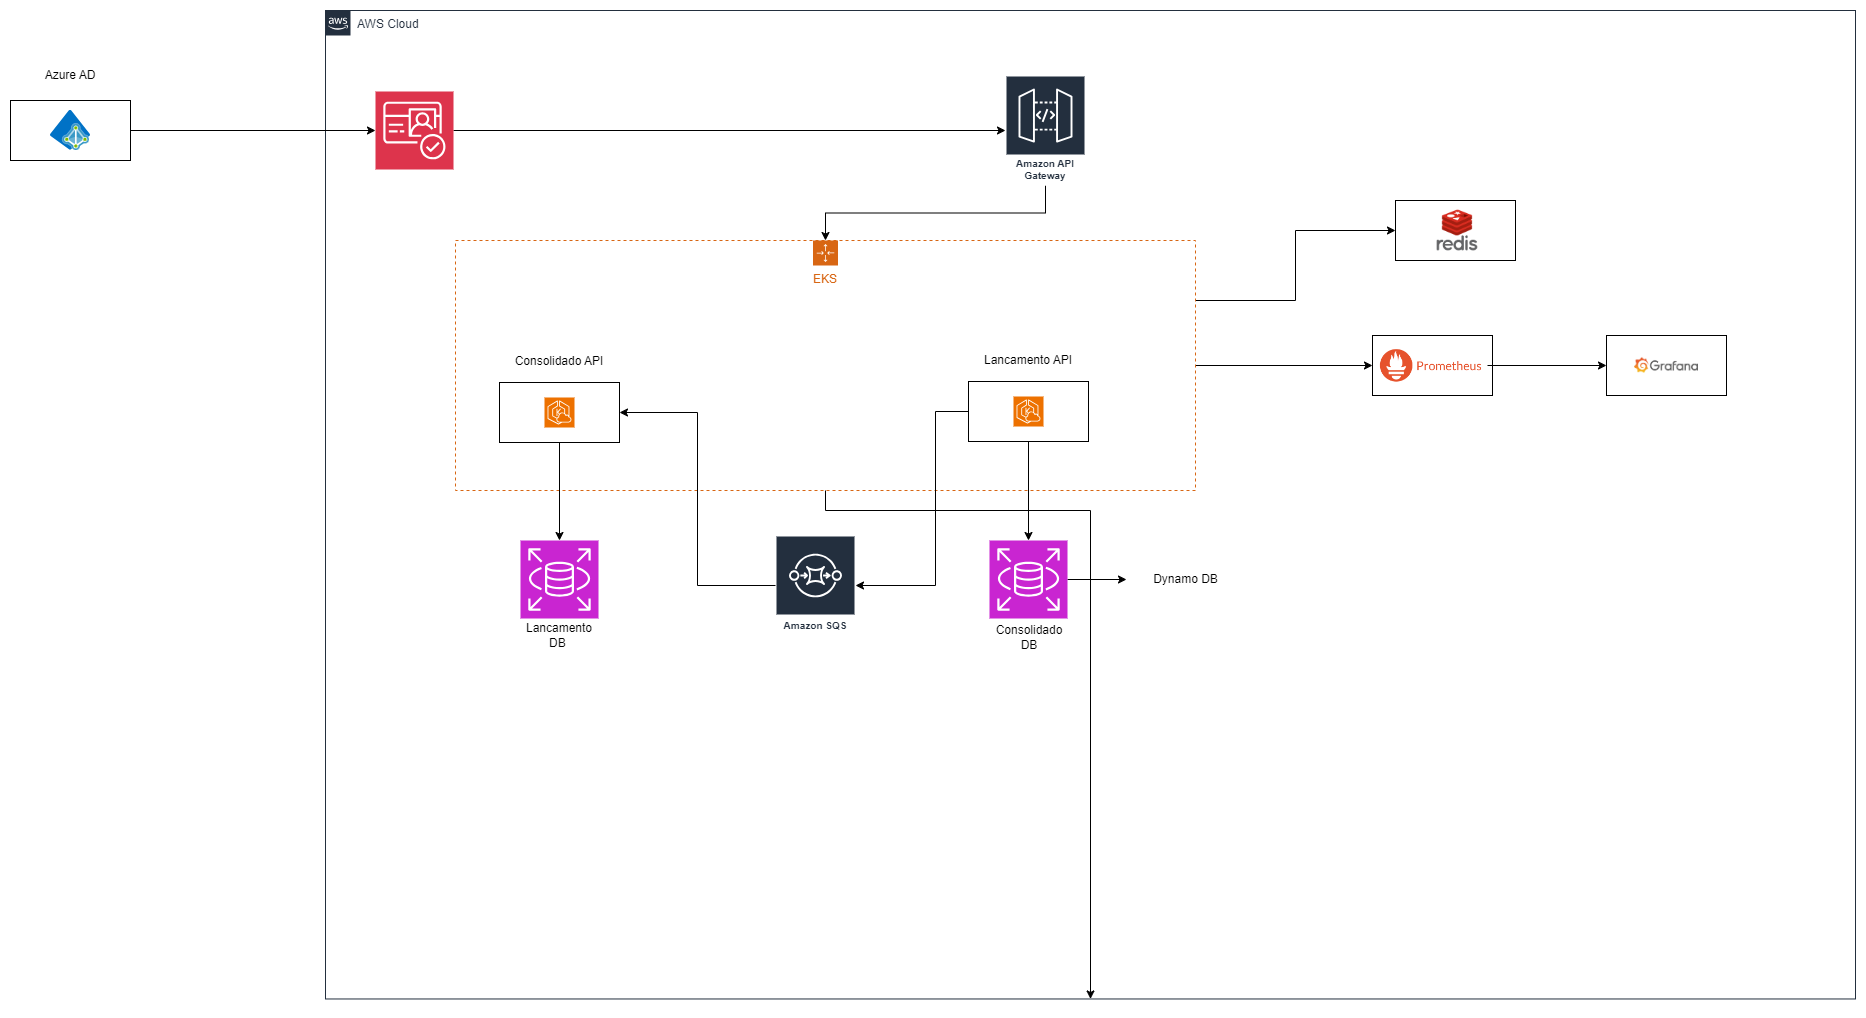 aws
AWS Cloud
Azure AD
Amazon API
Gateway
redis
EKS
Consolidado API
Lancamento API
Prometheus
Grafana
Lancamento
DB
Amazon SQS
Consolidado
DB
Dynamo DB